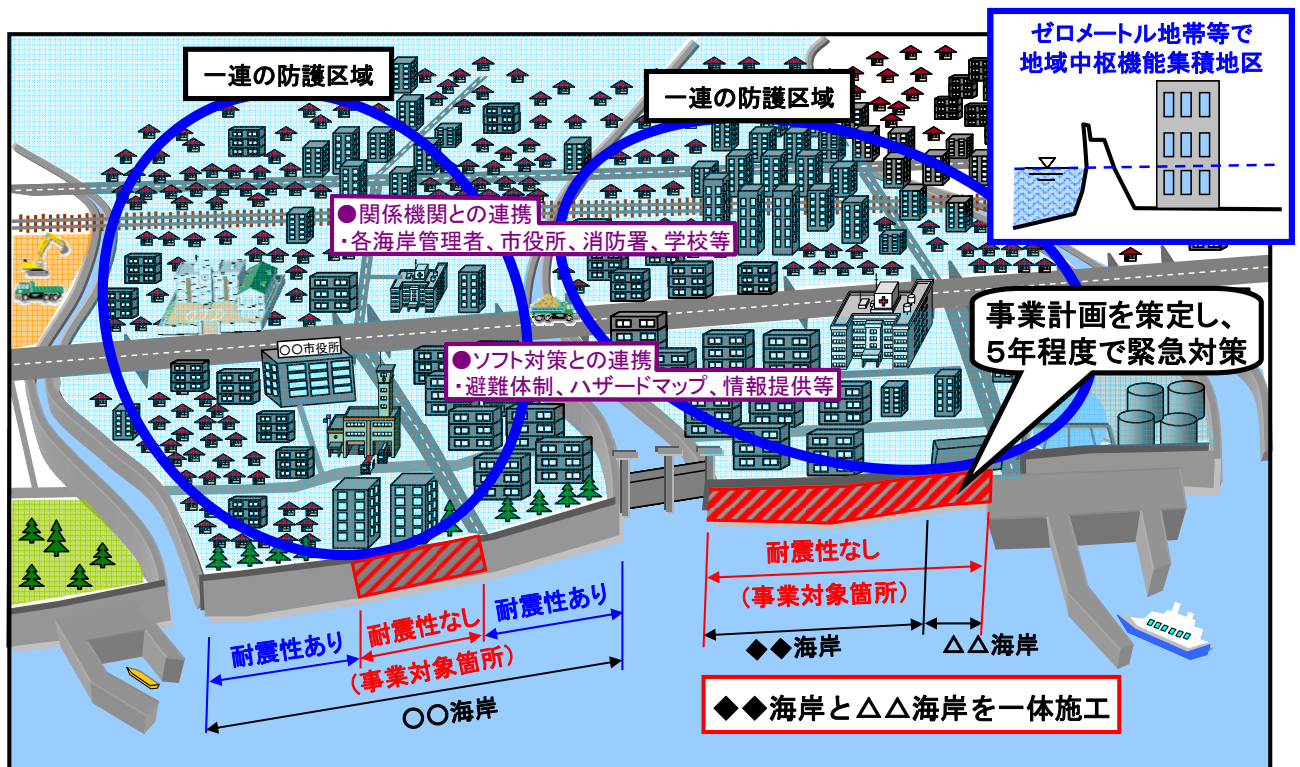 一連の防護区域
一連の防護区域
ゼロメートル地帯等で
地域中枢機能集積地区
●関係機関との連携
・各海岸管理者、市役所、消防署、学校等
〇〇市役所
●ソフト対策との連携
・避難体制、ハザードマップ、情報提供等
事業計画を策定し、
5年程度で緊急対策
耐震性あり
耐震性なし
(事業対象箇所)
耐震性あり
〇〇海岸
耐震性なし
(事業対象箇所)
◆◆海岸
△△海岸
◆◆海岸と△△海岸を一体施工